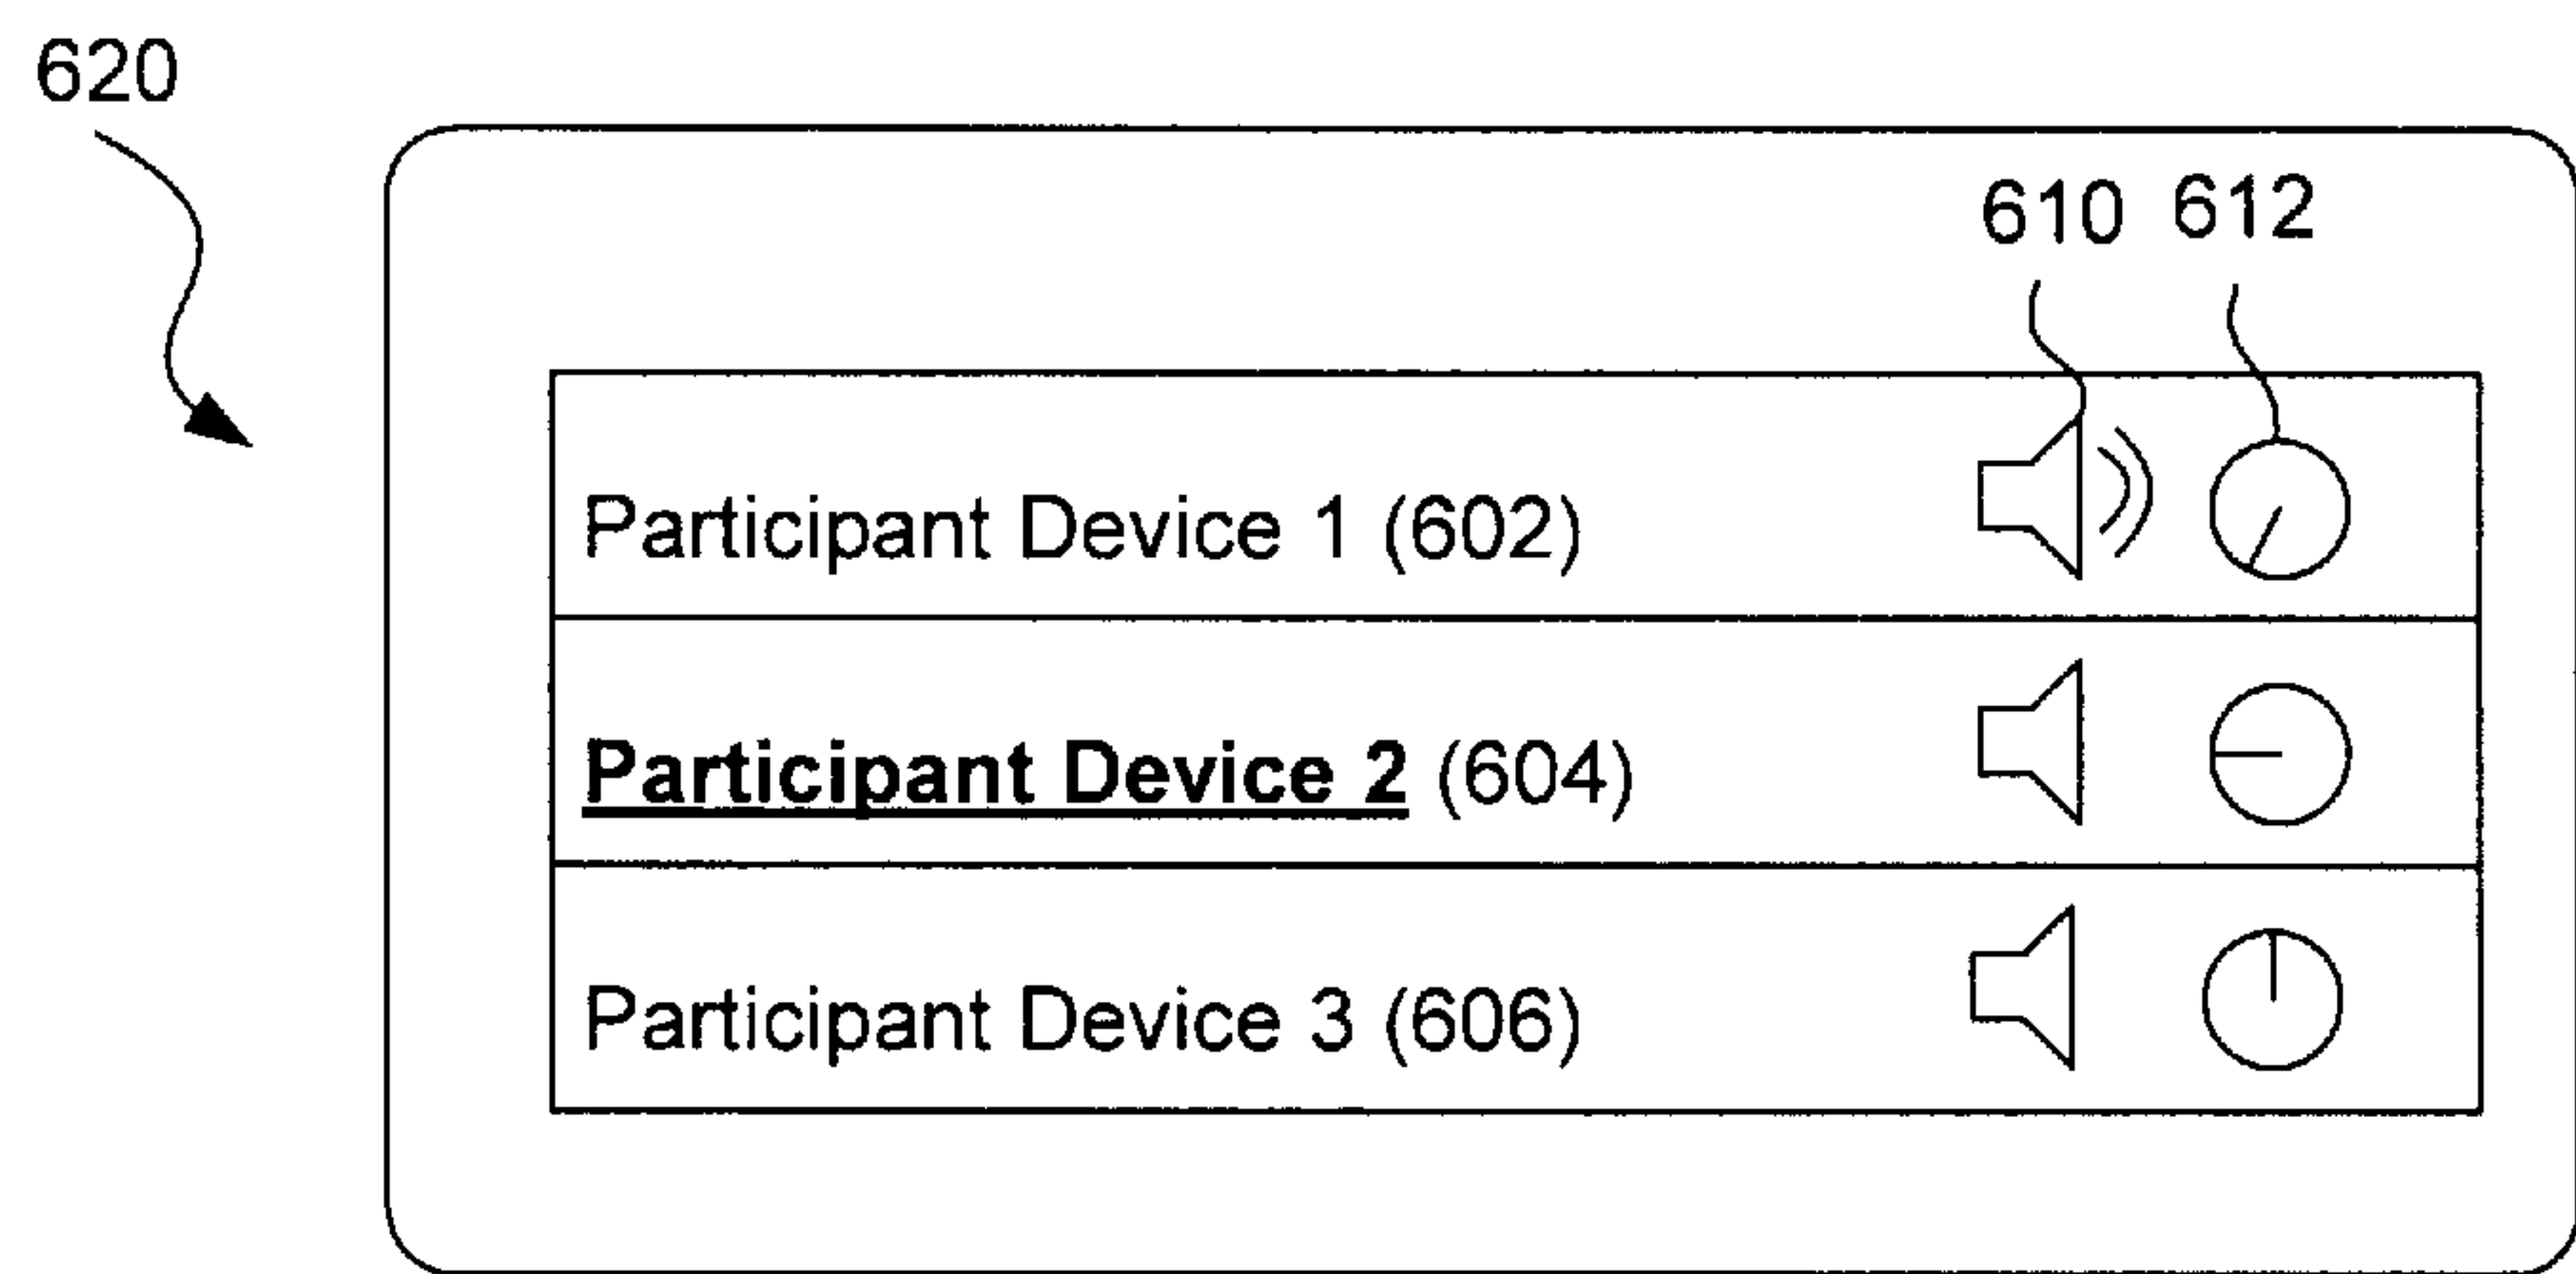 620
610 612
Participant Device 1 (602)
Participant Device 2 (604)
Participant Device 3 (606)